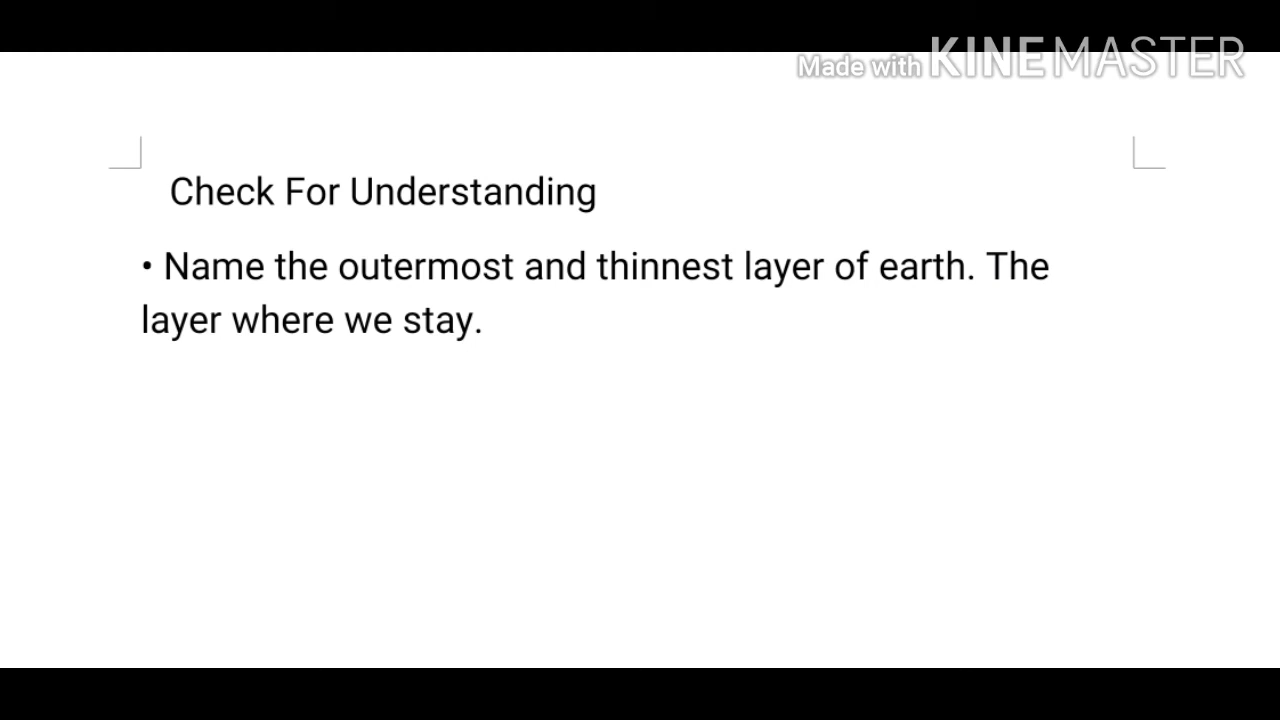 Made with KINEMASTER
Check For Understanding
• Name the outermost and thinnest layer of earth. The
layer where we stay.